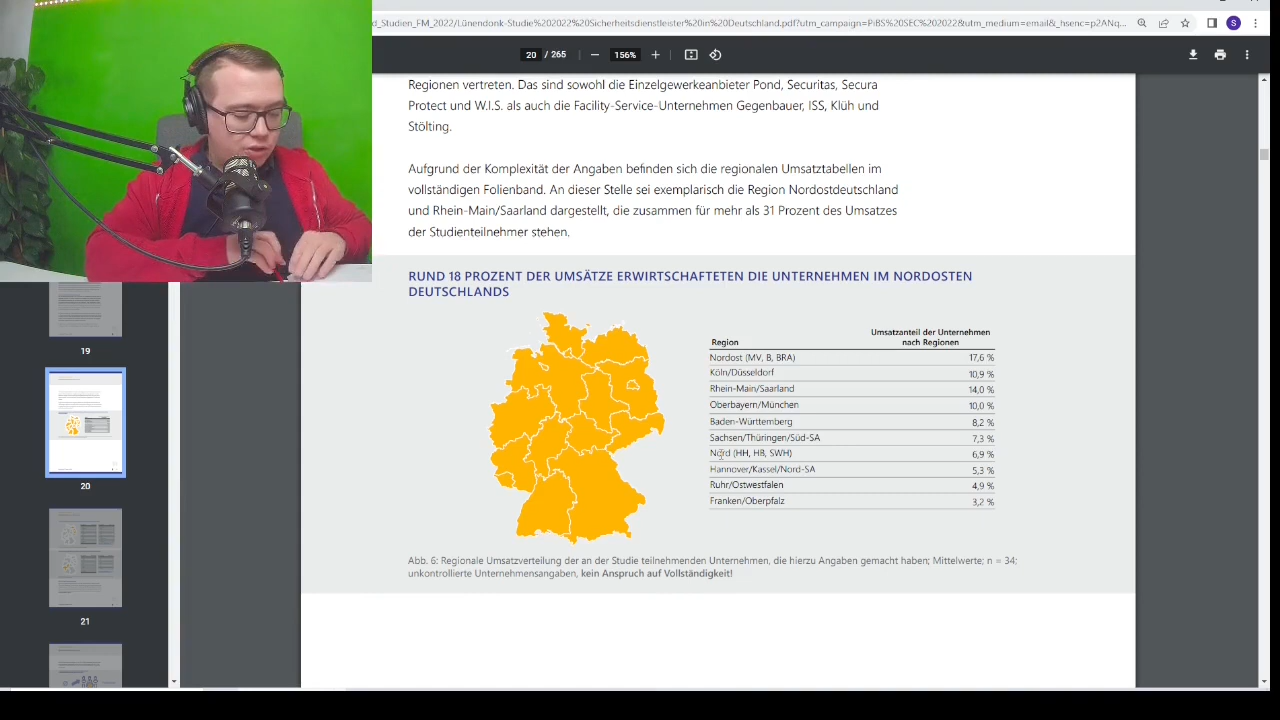 d_Studien_FM_2022/Lünendonk-Studie%202022%20Sicherheitsdienstleister%20in%20Deutschland.pdf?utm_campaign=PiBS%20SEC%202022&utm_medium=email&_hsenc=p2ANq...
S
20 / 265
156%
Regionen vertreten. Das sind sowohl die Einzelgewerkeanbieter Pond, Securitas, Secura
Protect und W.I.S. als auch die Facility-Service-Unternehmen Gegenbauer, ISS, Klüh und
Stölting.
Aufgrund der Komplexität der Angaben befinden sich die regionalen Umsatztabellen im
vollständigen Folienband. An dieser Stelle sei exemplarisch die Region Nordostdeutschland
und Rhein-Main/Saarland dargestellt, die zusammen für mehr als 31 Prozent des Umsatzes
der Studienteilnehmer stehen.
RUND 18 PROZENT DER UMSÄTZE ERWIRTSCHAFTETEN DIE UNTERNEHMEN IM NORDOSTEN
DEUTSCHLANDS
Umsatzanteil der Unternehmen
Region nach Regionen
Nordost (MV, B, BRA) 17,6 %
Köln/Düsseldorf 10,9 %
Rhein-Main/Saarland 14,0 %
Oberbayern/München 10,0 %
Baden-Württemberg 8,2 %
Sachsen/Thüringen/Süd-SA 7,3 %
Nord (HH, HB, SWH) 6,9 %
Hannover/Kassel/Nord-SA 5,3 %
Ruhr/Ostwestfalen 4,9 %
Franken/Oberpfalz 3,2 %
Abb. 6: Regionale Umsatzverteilung der an der Studie teilnehmenden Unternehmen, die hierzu Angaben gemacht haben; Mittelwerte; n = 34;
unkontrollierte Unternehmensangaben, kein Anspruch auf Vollständigkeit!
19
20
21